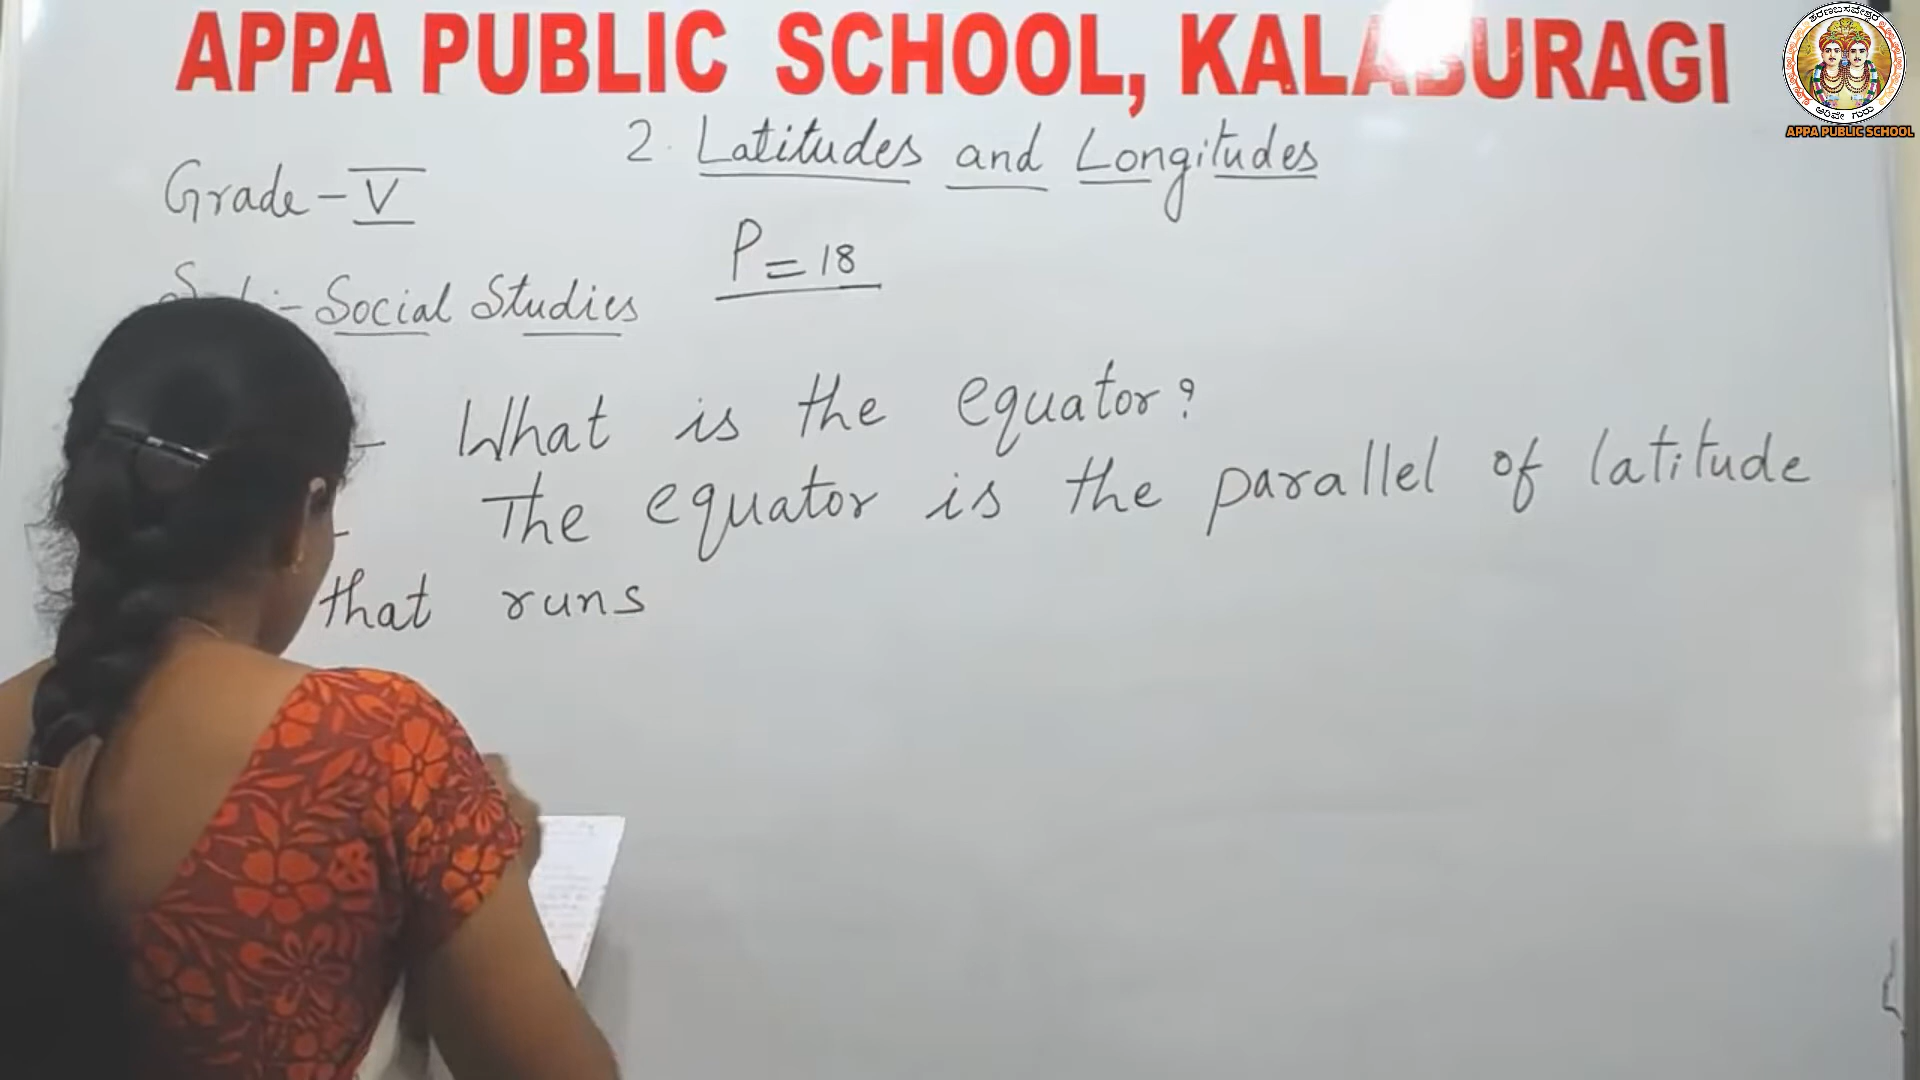 APPA PUBLIC SCHOOL, KALABURAGI
2. Latitudes and Longitudes
Grade - V
P = 18
Social Studies
- What is the equator?
- The equator is the parallel of latitude
that runs
APPA PUBLIC SCHOOL